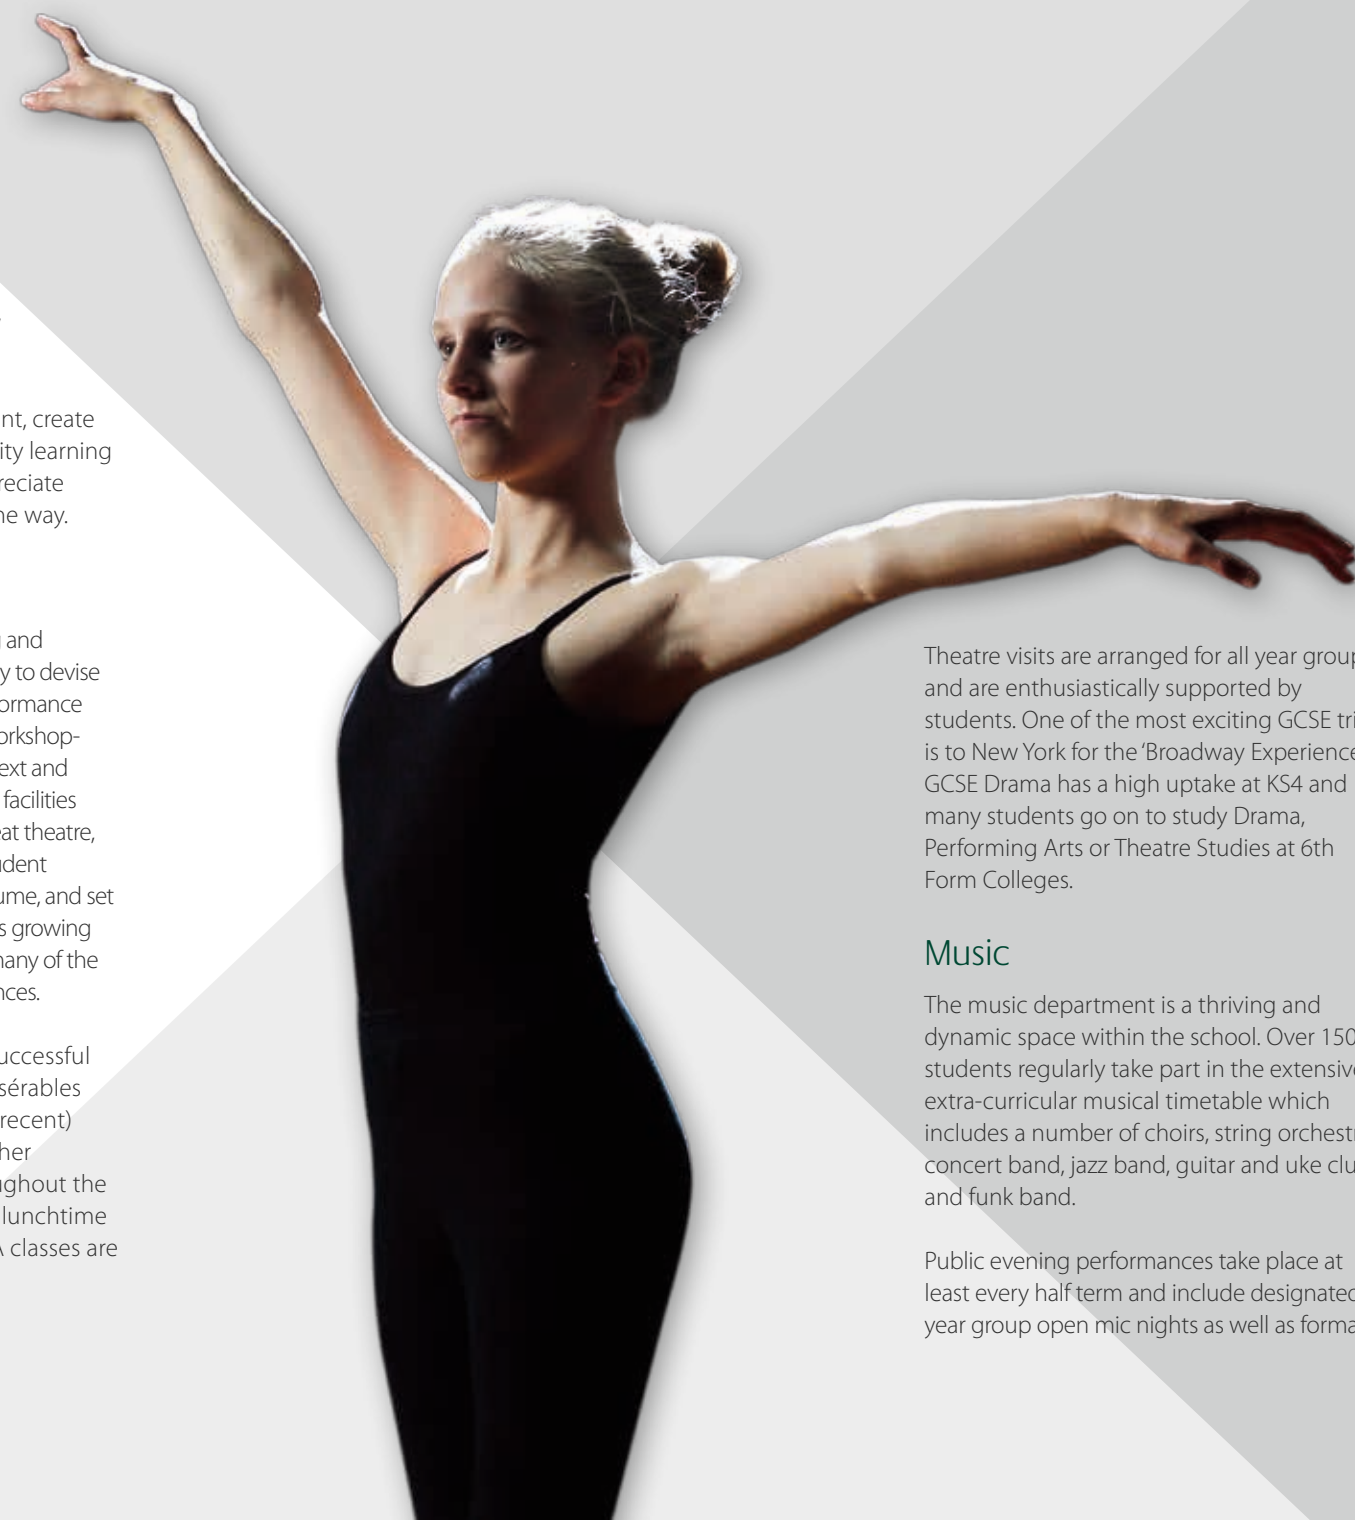 nt, create
ity learning
reciate
ne way.
g and
y to devise
ormance
orkshop-
ext and
facilities
eat theatre,
udent
ume, and set
s growing
many of the
nces.
uccessful
sérables
recent)
her
ughout the
lunchtime
A classes are
Theatre visits are arranged for all year group
and are enthusiastically supported by
students. One of the most exciting GCSE tri
is to New York for the ‘Broadway Experience
GCSE Drama has a high uptake at KS4 and
many students go on to study Drama,
Performing Arts or Theatre Studies at 6th
Form Colleges.
Music
The music department is a thriving and
dynamic space within the school. Over 150
students regularly take part in the extensive
extra-curricular musical timetable which
includes a number of choirs, string orchestr
concert band, jazz band, guitar and uke clu
and funk band.
Public evening performances take place at
least every half term and include designated
year group open mic nights as well as forma